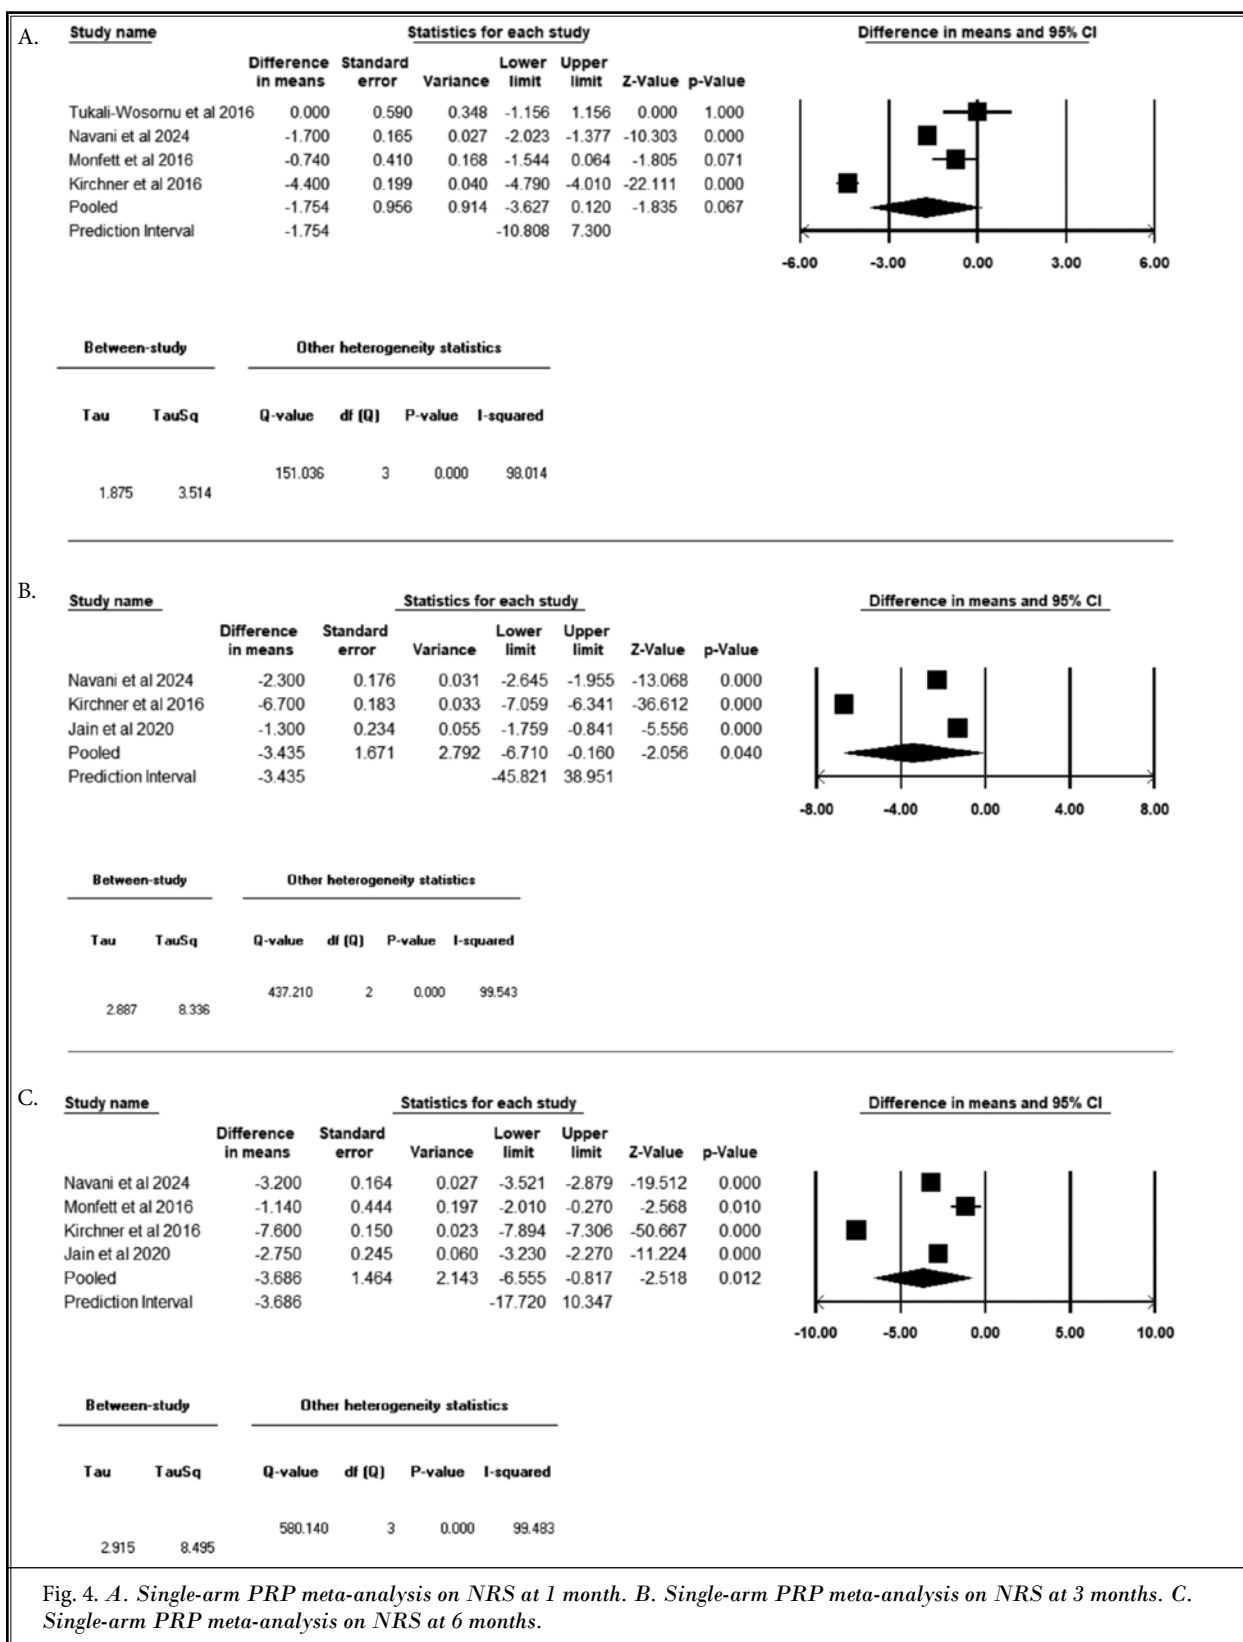 A.
Study name Statistics for each study Difference in means and 95% CI
Difference Standard Lower Upper
in means error Variance limit limit Z-Value p-Value
Tukali-Wosornu et al 2016 0.000 0.590 0.348 -1.156 1.156 0.000 1.000
Navani et al 2024 -1.700 0.165 0.027 -2.023 -1.377 -10.303 0.000
Monfett et al 2016 -0.740 0.410 0.168 -1.544 0.064 -1.805 0.071
Kirchner et al 2016 -4.400 0.199 0.040 -4.790 -4.010 -22.111 0.000
Pooled -1.754 0.956 0.914 -3.627 0.120 -1.835 0.067
Prediction Interval -1.754 -10.808 7.300
-6.00 -3.00 0.00 3.00 6.00
Between-study Other heterogeneity statistics
Tau TauSq Q-value df (Q) P-value I-squared
151.036 3 0.000 98.014
1.875 3.514
B.
Study name Statistics for each study Difference in means and 95% CI
Difference Standard Lower Upper
in means error Variance limit limit Z-Value p-Value
Navani et al 2024 -2.300 0.176 0.031 -2.645 -1.955 -13.068 0.000
Kirchner et al 2016 -6.700 0.183 0.033 -7.059 -6.341 -36.612 0.000
Jain et al 2020 -1.300 0.234 0.055 -1.759 -0.841 -5.556 0.000
Pooled -3.435 1.671 2.792 -6.710 -0.160 -2.056 0.040
Prediction Interval -3.435 -45.821 38.951
-8.00 -4.00 0.00 4.00 8.00
Between-study Other heterogeneity statistics
Tau TauSq Q-value df (Q) P-value I-squared
437.210 2 0.000 99.543
2.887 8.336
C.
Study name Statistics for each study Difference in means and 95% CI
Difference Standard Lower Upper
in means error Variance limit limit Z-Value p-Value
Navani et al 2024 -3.200 0.164 0.027 -3.521 -2.879 -19.512 0.000
Monfett et al 2016 -1.140 0.444 0.197 -2.010 -0.270 -2.568 0.010
Kirchner et al 2016 -7.600 0.150 0.023 -7.894 -7.306 -50.667 0.000
Jain et al 2020 -2.750 0.245 0.060 -3.230 -2.270 -11.224 0.000
Pooled -3.686 1.464 2.143 -6.555 -0.817 -2.518 0.012
Prediction Interval -3.686 -17.720 10.347
-10.00 -5.00 0.00 5.00 10.00
Between-study Other heterogeneity statistics
Tau TauSq Q-value df (Q) P-value I-squared
580.140 3 0.000 99.483
2.915 8.495
Fig. 4. A. Single-arm PRP meta-analysis on NRS at 1 month. B. Single-arm PRP meta-analysis on NRS at 3 months. C.
Single-arm PRP meta-analysis on NRS at 6 months.